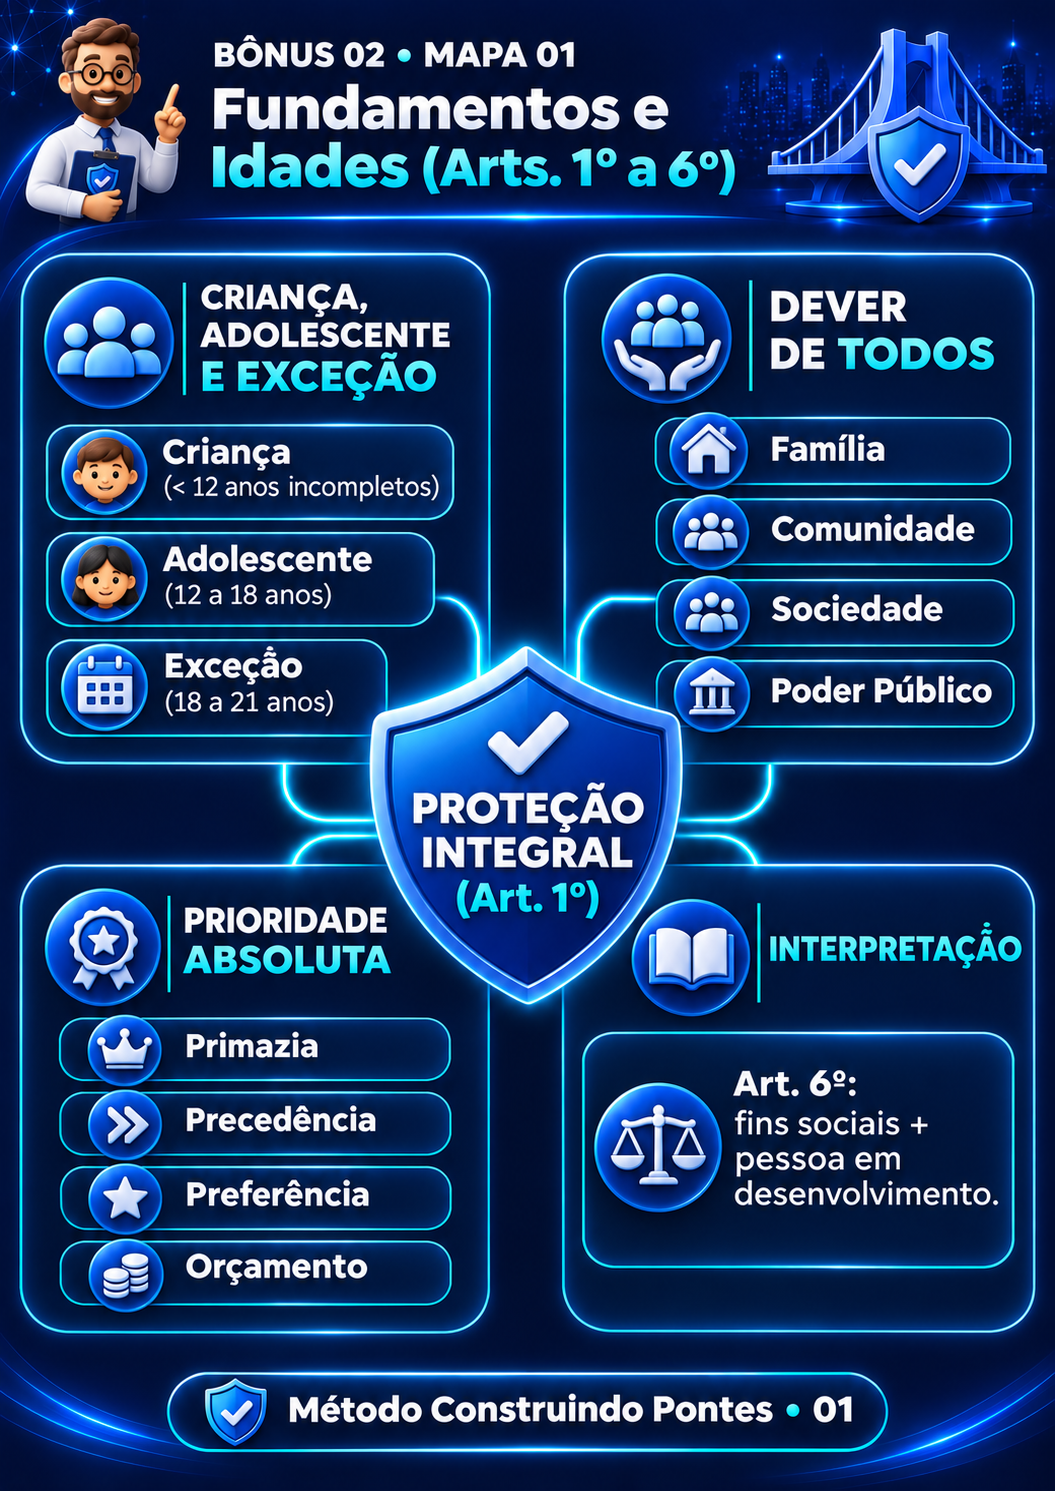 BÔNUS 02 • MAPA 01
Fundamentos e
Idades (Arts. 1º a 6º)
CRIANÇA,
ADOLESCENTE
E EXCEÇÃO
Criança
(< 12 anos incompletos)
Adolescente
(12 a 18 anos)
Exceção
(18 a 21 anos)
DEVER
DE TODOS
Família
Comunidade
Sociedade
Poder Público
PROTEÇÃO
INTEGRAL
(Art. 1º)
PRIORIDADE
ABSOLUTA
Primazia
Precedência
Preferência
Orçamento
INTERPRETAÇÃO
Art. 6º:
fins sociais +
pessoa em
desenvolvimento.
Método Construindo Pontes • 01